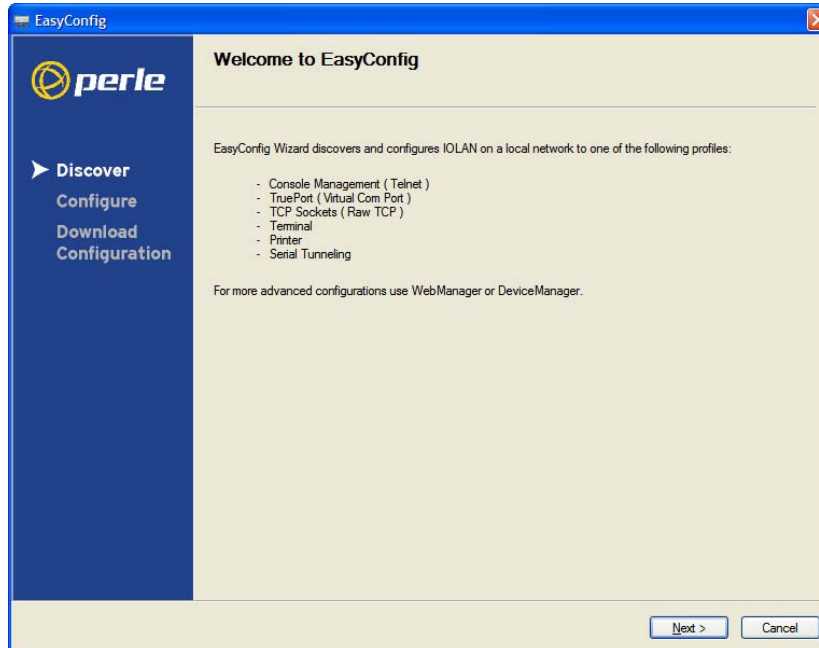 EasyConfig
perle
Discover
Configure
Download
Configuration
Welcome to EasyConfig
EasyConfig Wizard discovers and configures IOLAN on a local network to one of the following profiles:
- Console Management ( Telnet )
- TruePort ( Virtual Com Port )
- TCP Sockets ( Raw TCP )
- Terminal
- Printer
- Serial Tunneling
For more advanced configurations use WebManager or DeviceManager.
Next >
Cancel